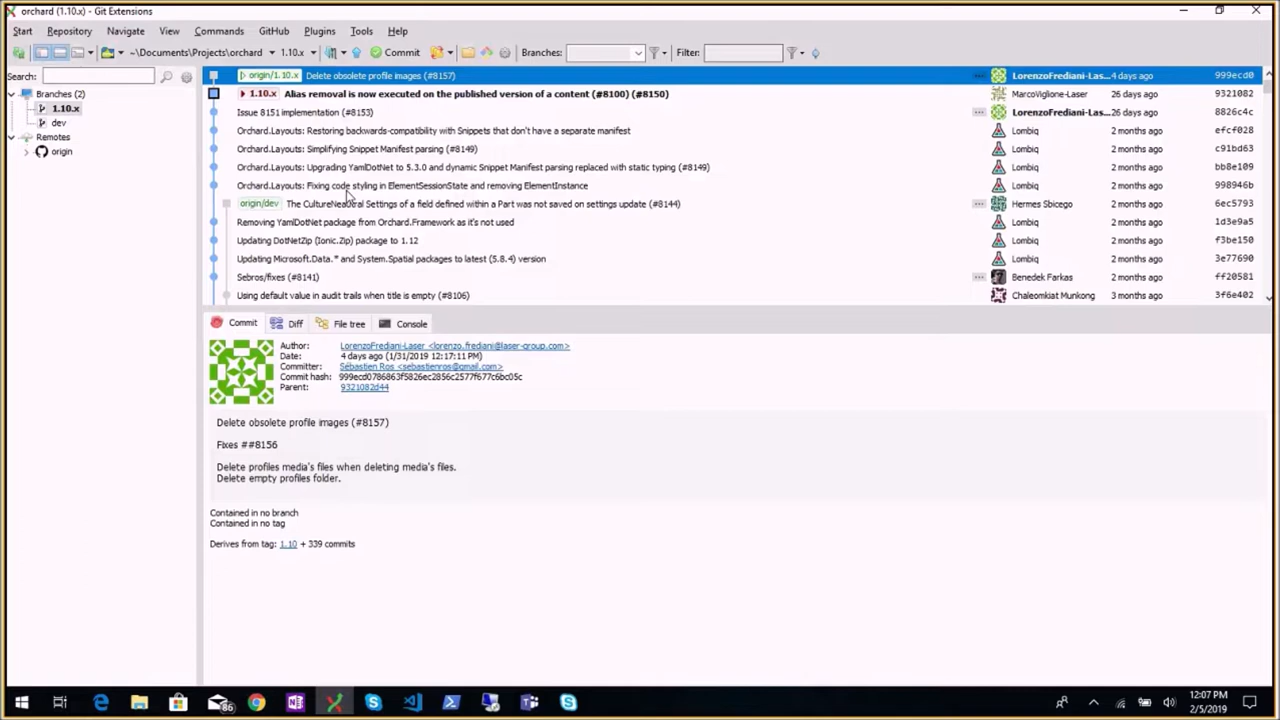 orchard (1.10.x) - Git Extensions
Start Repository Navigate View Commands GitHub Plugins Tools Help
~\Documents\Projects\orchard 1.10.x Commit Branches: Filter:
Search:
Branches (2)
1.10.x
dev
Remotes
origin
origin/1.10.x Delete obsolete profile images (#8157) ... LorenzoFrediani-Las... 4 days ago 999ecd0
1.10.x Alias removal is now executed on the published version of a content (#8100) (#8150) MarcoViglione-Laser 26 days ago 9321082
Issue 8151 implementation (#8153) ... LorenzoFrediani-Las... 26 days ago 8826c4c
Orchard.Layouts: Restoring backwards-compatibility with Snippets that don't have a separate manifest Lombiq 2 months ago efcf028
Orchard.Layouts: Simplifying Snippet Manifest parsing (#8149) Lombiq 2 months ago c91bd63
Orchard.Layouts: Upgrading YamlDotNet to 5.3.0 and dynamic Snippet Manifest parsing replaced with static typing (#8149) Lombiq 2 months ago bb8e109
Orchard.Layouts: Fixing code styling in ElementSessionState and removing ElementInstance Lombiq 2 months ago 998946b
origin/dev The CultureNeutral Settings of a field defined within a Part was not saved on settings update (#8144) ... Hermes Sbicego 2 months ago 6ec5793
Removing YamlDotNet package from Orchard.Framework as it's not used Lombiq 2 months ago 1d3e9a5
Updating DotNetZip (Ionic.Zip) package to 1.12 Lombiq 2 months ago f3be150
Updating Microsoft.Data.* and System.Spatial packages to latest (5.8.4) version Lombiq 2 months ago 3e77690
Sebros/fixes (#8141) ... Benedek Farkas 2 months ago ff20581
Using default value in audit trails when title is empty (#8106) Chaleomkiat Munkong 3 months ago 3f6e402
Commit Diff File tree Console
Author: LorenzoFrediani-Laser <lorenzo.frediani@laser-group.com>
Date: 4 days ago (1/31/2019 12:17:11 PM)
Committer: Sébastien Ros <sebastienros@gmail.com>
Commit hash: 999ecd0786863f5826ec2856c2577f677c6bc05c
Parent: 9321082d44
Delete obsolete profile images (#8157)
Fixes ##8156
Delete profiles media's files when deleting media's files.
Delete empty profiles folder.
Contained in no branch
Contained in no tag
Derives from tag: 1.10 + 339 commits
86
12:07 PM
2/5/2019